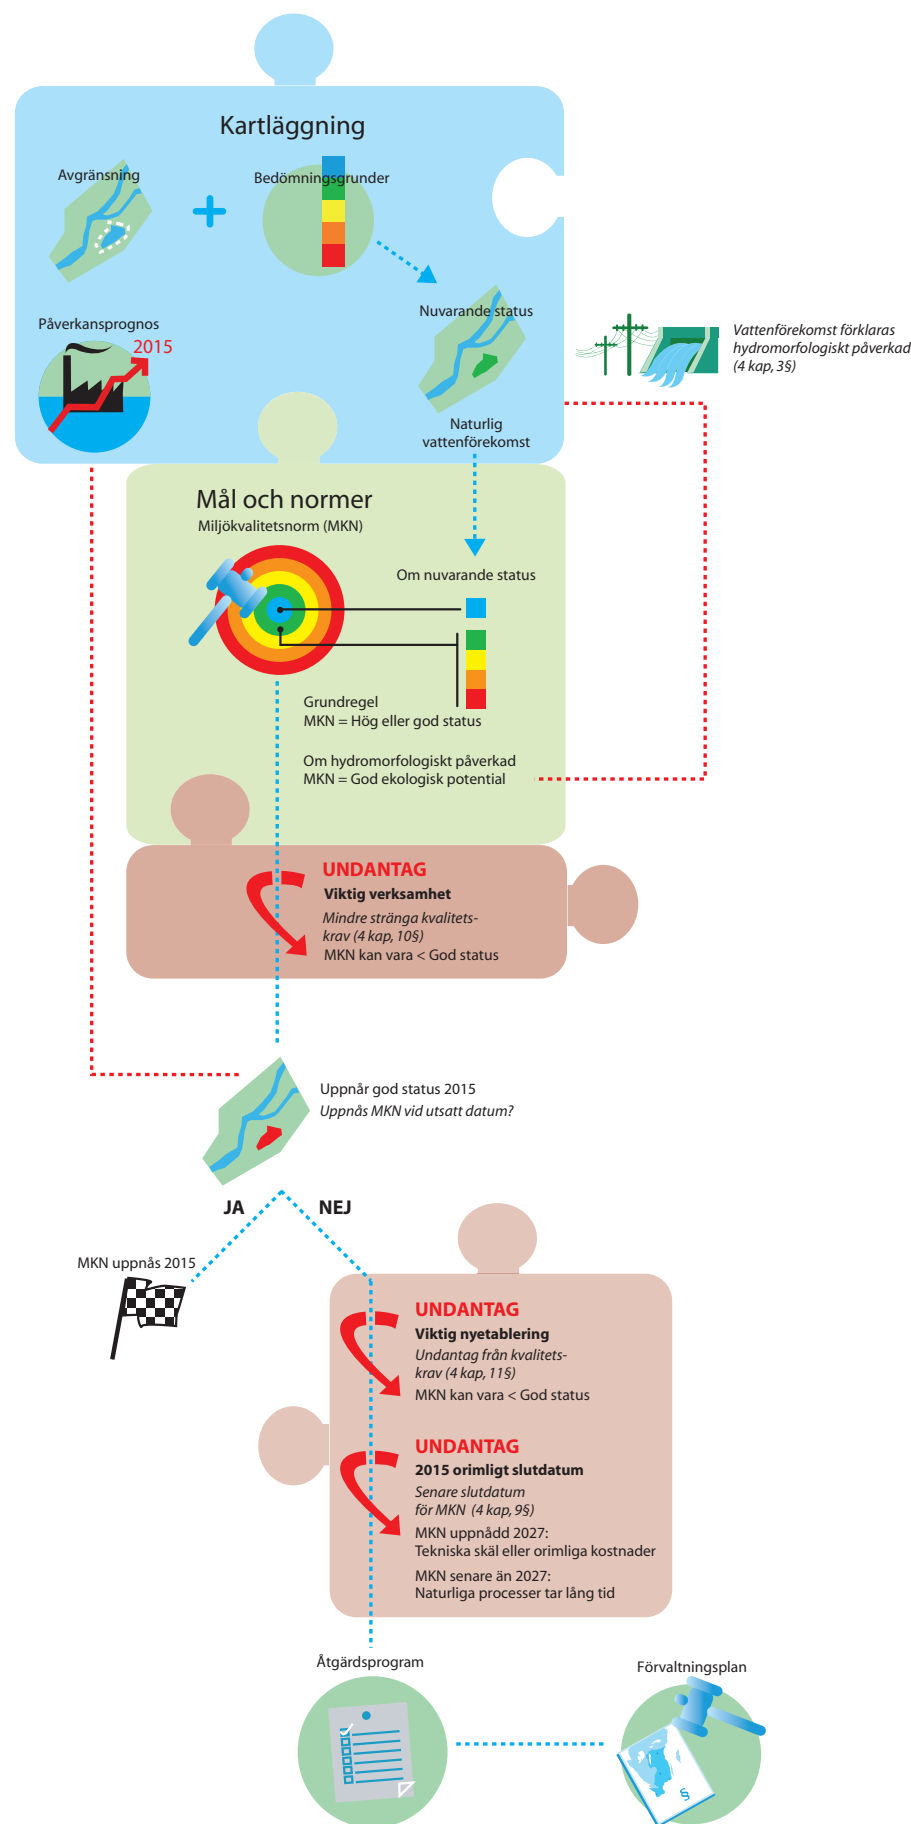 Kartläggning
Avgränsning
Bedömningsgrunder
Nuvarande status
Påverkansprognos
2015
Naturlig
vattenförekomst
Vattenförekomst förklaras
hydromorfologiskt påverkad
(4 kap, 3§)
Mål och normer
Miljökvalitetsnorm (MKN)
Om nuvarande status
Grundregel
MKN = Hög eller god status
Om hydromorfologiskt påverkad
MKN = God ekologisk potential
UNDANTAG
Viktig verksamhet
Mindre stränga kvalitets-
krav (4 kap, 10§)
MKN kan vara < God status
Uppnår god status 2015
Uppnås MKN vid utsatt datum?
JA
NEJ
MKN uppnås 2015
UNDANTAG
Viktig nyetablering
Undantag från kvalitets-
krav (4 kap, 11§)
MKN kan vara < God status
UNDANTAG
2015 orimligt slutdatum
Senare slutdatum
för MKN (4 kap, 9§)
MKN uppnådd 2027:
Tekniska skäl eller orimliga kostnader
MKN senare än 2027:
Naturliga processer tar lång tid
Åtgärdsprogram
Förvaltningsplan
§